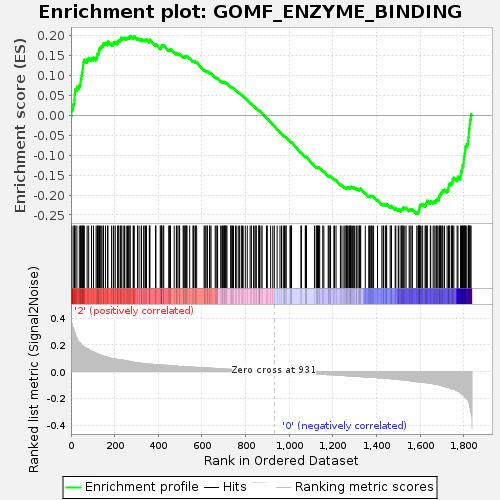 Enrichment plot: GOMF_ENZYME_BINDING
Enrichment score (ES)
0.20
0.15
0.10
0.05
0.00
-0.05
-0.10
-0.15
-0.20
-0.25
'2' (positively correlated)
Ranked list metric (Signal2Noise)
0.4
0.2
0.0
-0.2
-0.4
Zero cross at 931
'0' (negatively correlated)
0 200 400 600 800 1,000 1,200 1,400 1,600 1,800
Rank in Ordered Dataset
Enrichment profile Hits Ranking metric scores